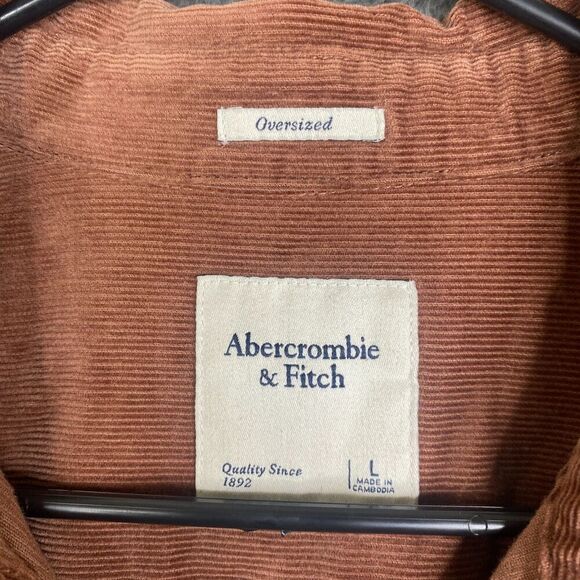 Oversized
Abercrombie
& Fitch
Quality Since
1892
L
MADE IN
CAMBODIA